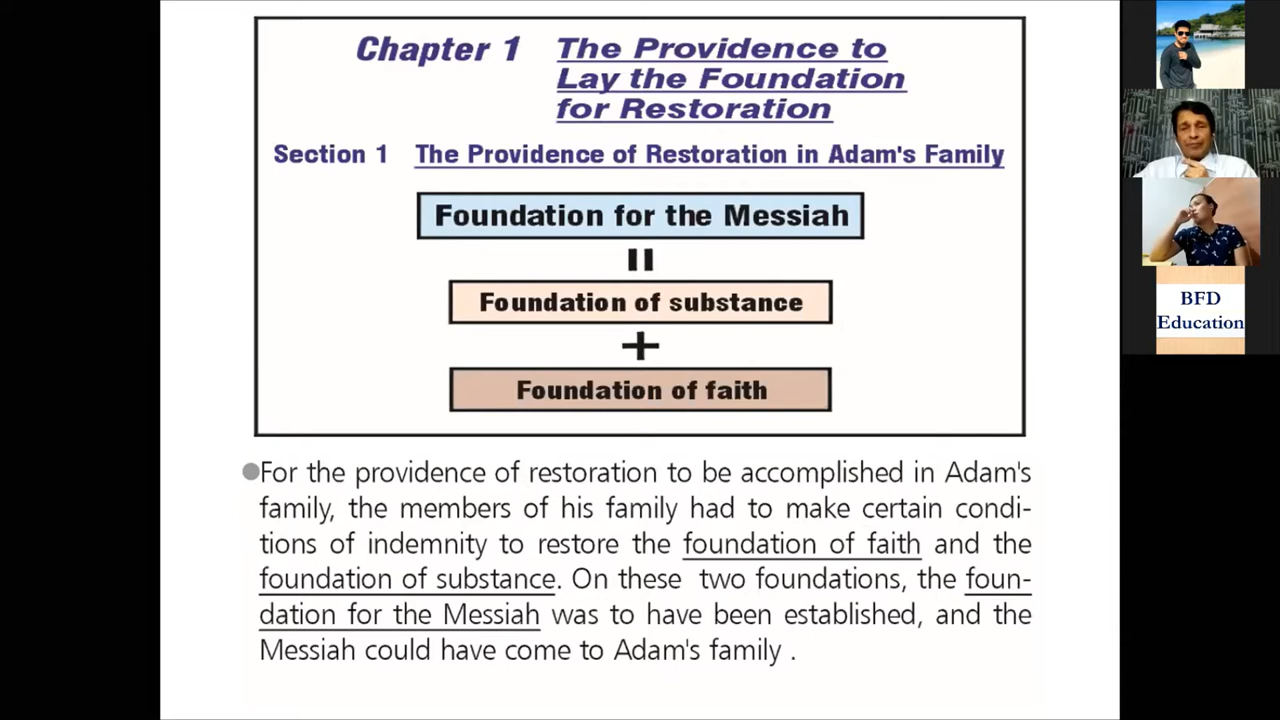 Chapter 1 The Providence to
Lay the Foundation
for Restoration
Section 1 The Providence of Restoration in Adam's Family
Foundation for the Messiah
=
Foundation of substance
+
Foundation of faith
●For the providence of restoration to be accomplished in Adam's
family, the members of his family had to make certain condi-
tions of indemnity to restore the foundation of faith and the
foundation of substance. On these two foundations, the foun-
dation for the Messiah was to have been established, and the
Messiah could have come to Adam's family .
BFD
Education